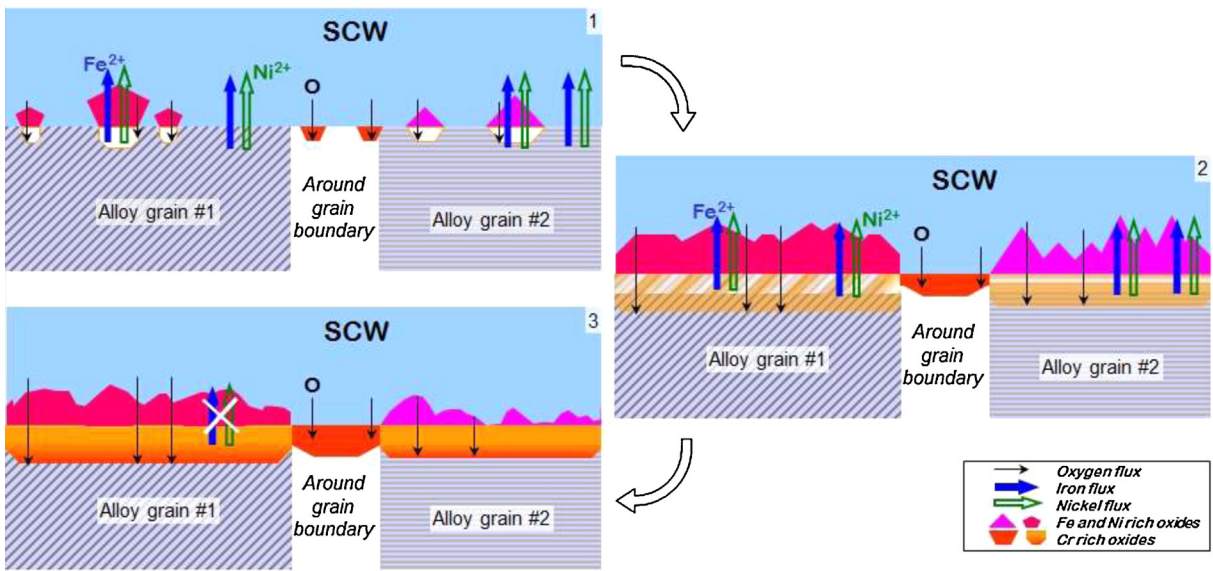 1
SCW
Fe2+
Ni2+
O
Alloy grain #1
Around
grain
boundary
Alloy grain #2
2
SCW
Fe2+
Ni2+
O
Alloy grain #1
Around
grain
boundary
Alloy grain #2
3
SCW
O
Alloy grain #1
Around
grain
boundary
Alloy grain #2
Oxygen flux
Iron flux
Nickel flux
Fe and Ni rich oxides
Cr rich oxides